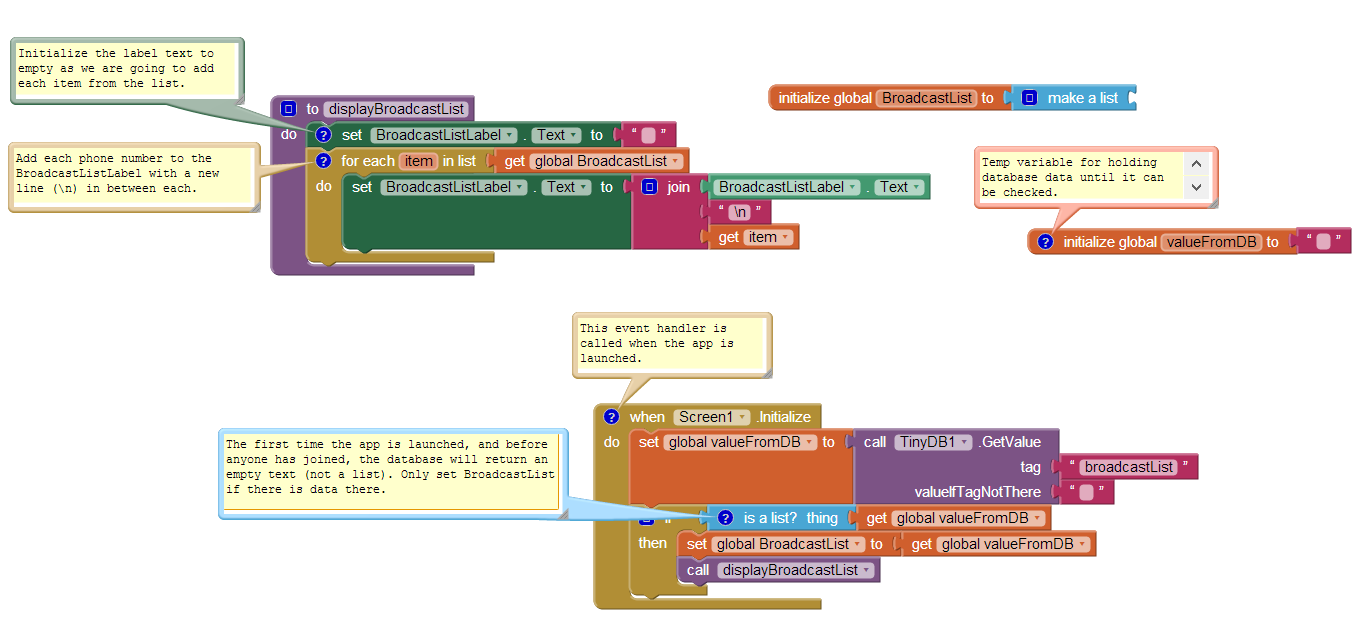 Initialize the label text to
empty as we are going to add
each item from the list.
to displayBroadcastList
do ? set BroadcastListLabel . Text to " "
Add each phone number to the
BroadcastListLabel with a new
line (\n) in between each.
? for each item in list get global BroadcastList
do set BroadcastListLabel . Text to join BroadcastListLabel . Text
" \n "
get item
initialize global BroadcastList to make a list
Temp variable for holding
database data until it can
be checked.
? initialize global valueFromDB to " "
This event handler is
called when the app is
launched.
? when Screen1 .Initialize
do set global valueFromDB to call TinyDB1 .GetValue
tag " broadcastList "
valueIfTagNotThere " "
The first time the app is launched, and before
anyone has joined, the database will return an
empty text (not a list). Only set BroadcastList
if there is data there.
? is a list? thing get global valueFromDB
then set global BroadcastList to get global valueFromDB
call displayBroadcastList